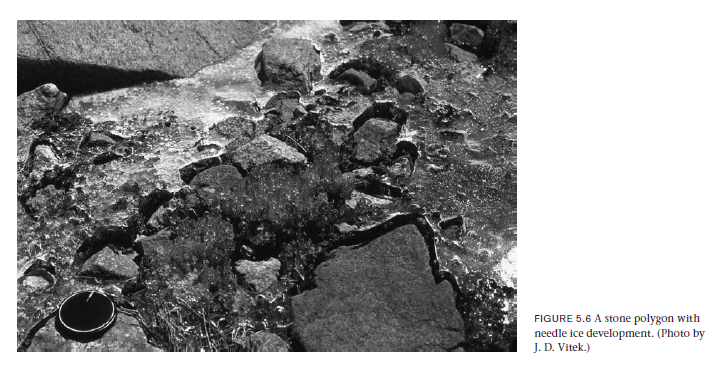 FIGURE 5.6 A stone polygon with
needle ice development. (Photo by
J. D. Vitek.)